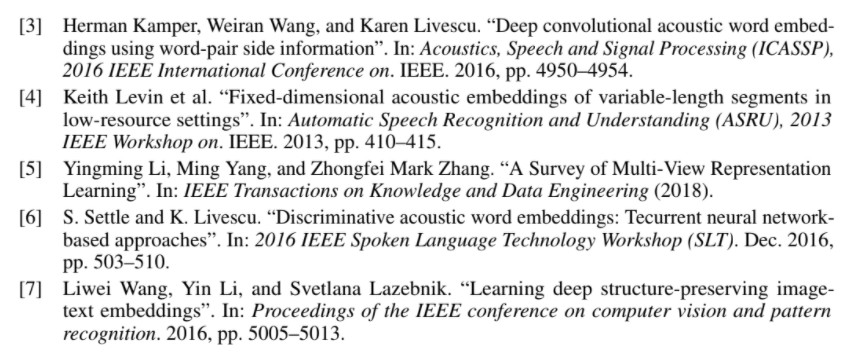 [3] Herman Kamper, Weiran Wang, and Karen Livescu. “Deep convolutional acoustic word embed-
dings using word-pair side information”. In: Acoustics, Speech and Signal Processing (ICASSP),
2016 IEEE International Conference on. IEEE. 2016, pp. 4950–4954.
[4] Keith Levin et al. “Fixed-dimensional acoustic embeddings of variable-length segments in
low-resource settings”. In: Automatic Speech Recognition and Understanding (ASRU), 2013
IEEE Workshop on. IEEE. 2013, pp. 410–415.
[5] Yingming Li, Ming Yang, and Zhongfei Mark Zhang. “A Survey of Multi-View Representation
Learning”. In: IEEE Transactions on Knowledge and Data Engineering (2018).
[6] S. Settle and K. Livescu. “Discriminative acoustic word embeddings: Tecurrent neural network-
based approaches”. In: 2016 IEEE Spoken Language Technology Workshop (SLT). Dec. 2016,
pp. 503–510.
[7] Liwei Wang, Yin Li, and Svetlana Lazebnik. “Learning deep structure-preserving image-
text embeddings”. In: Proceedings of the IEEE conference on computer vision and pattern
recognition. 2016, pp. 5005–5013.